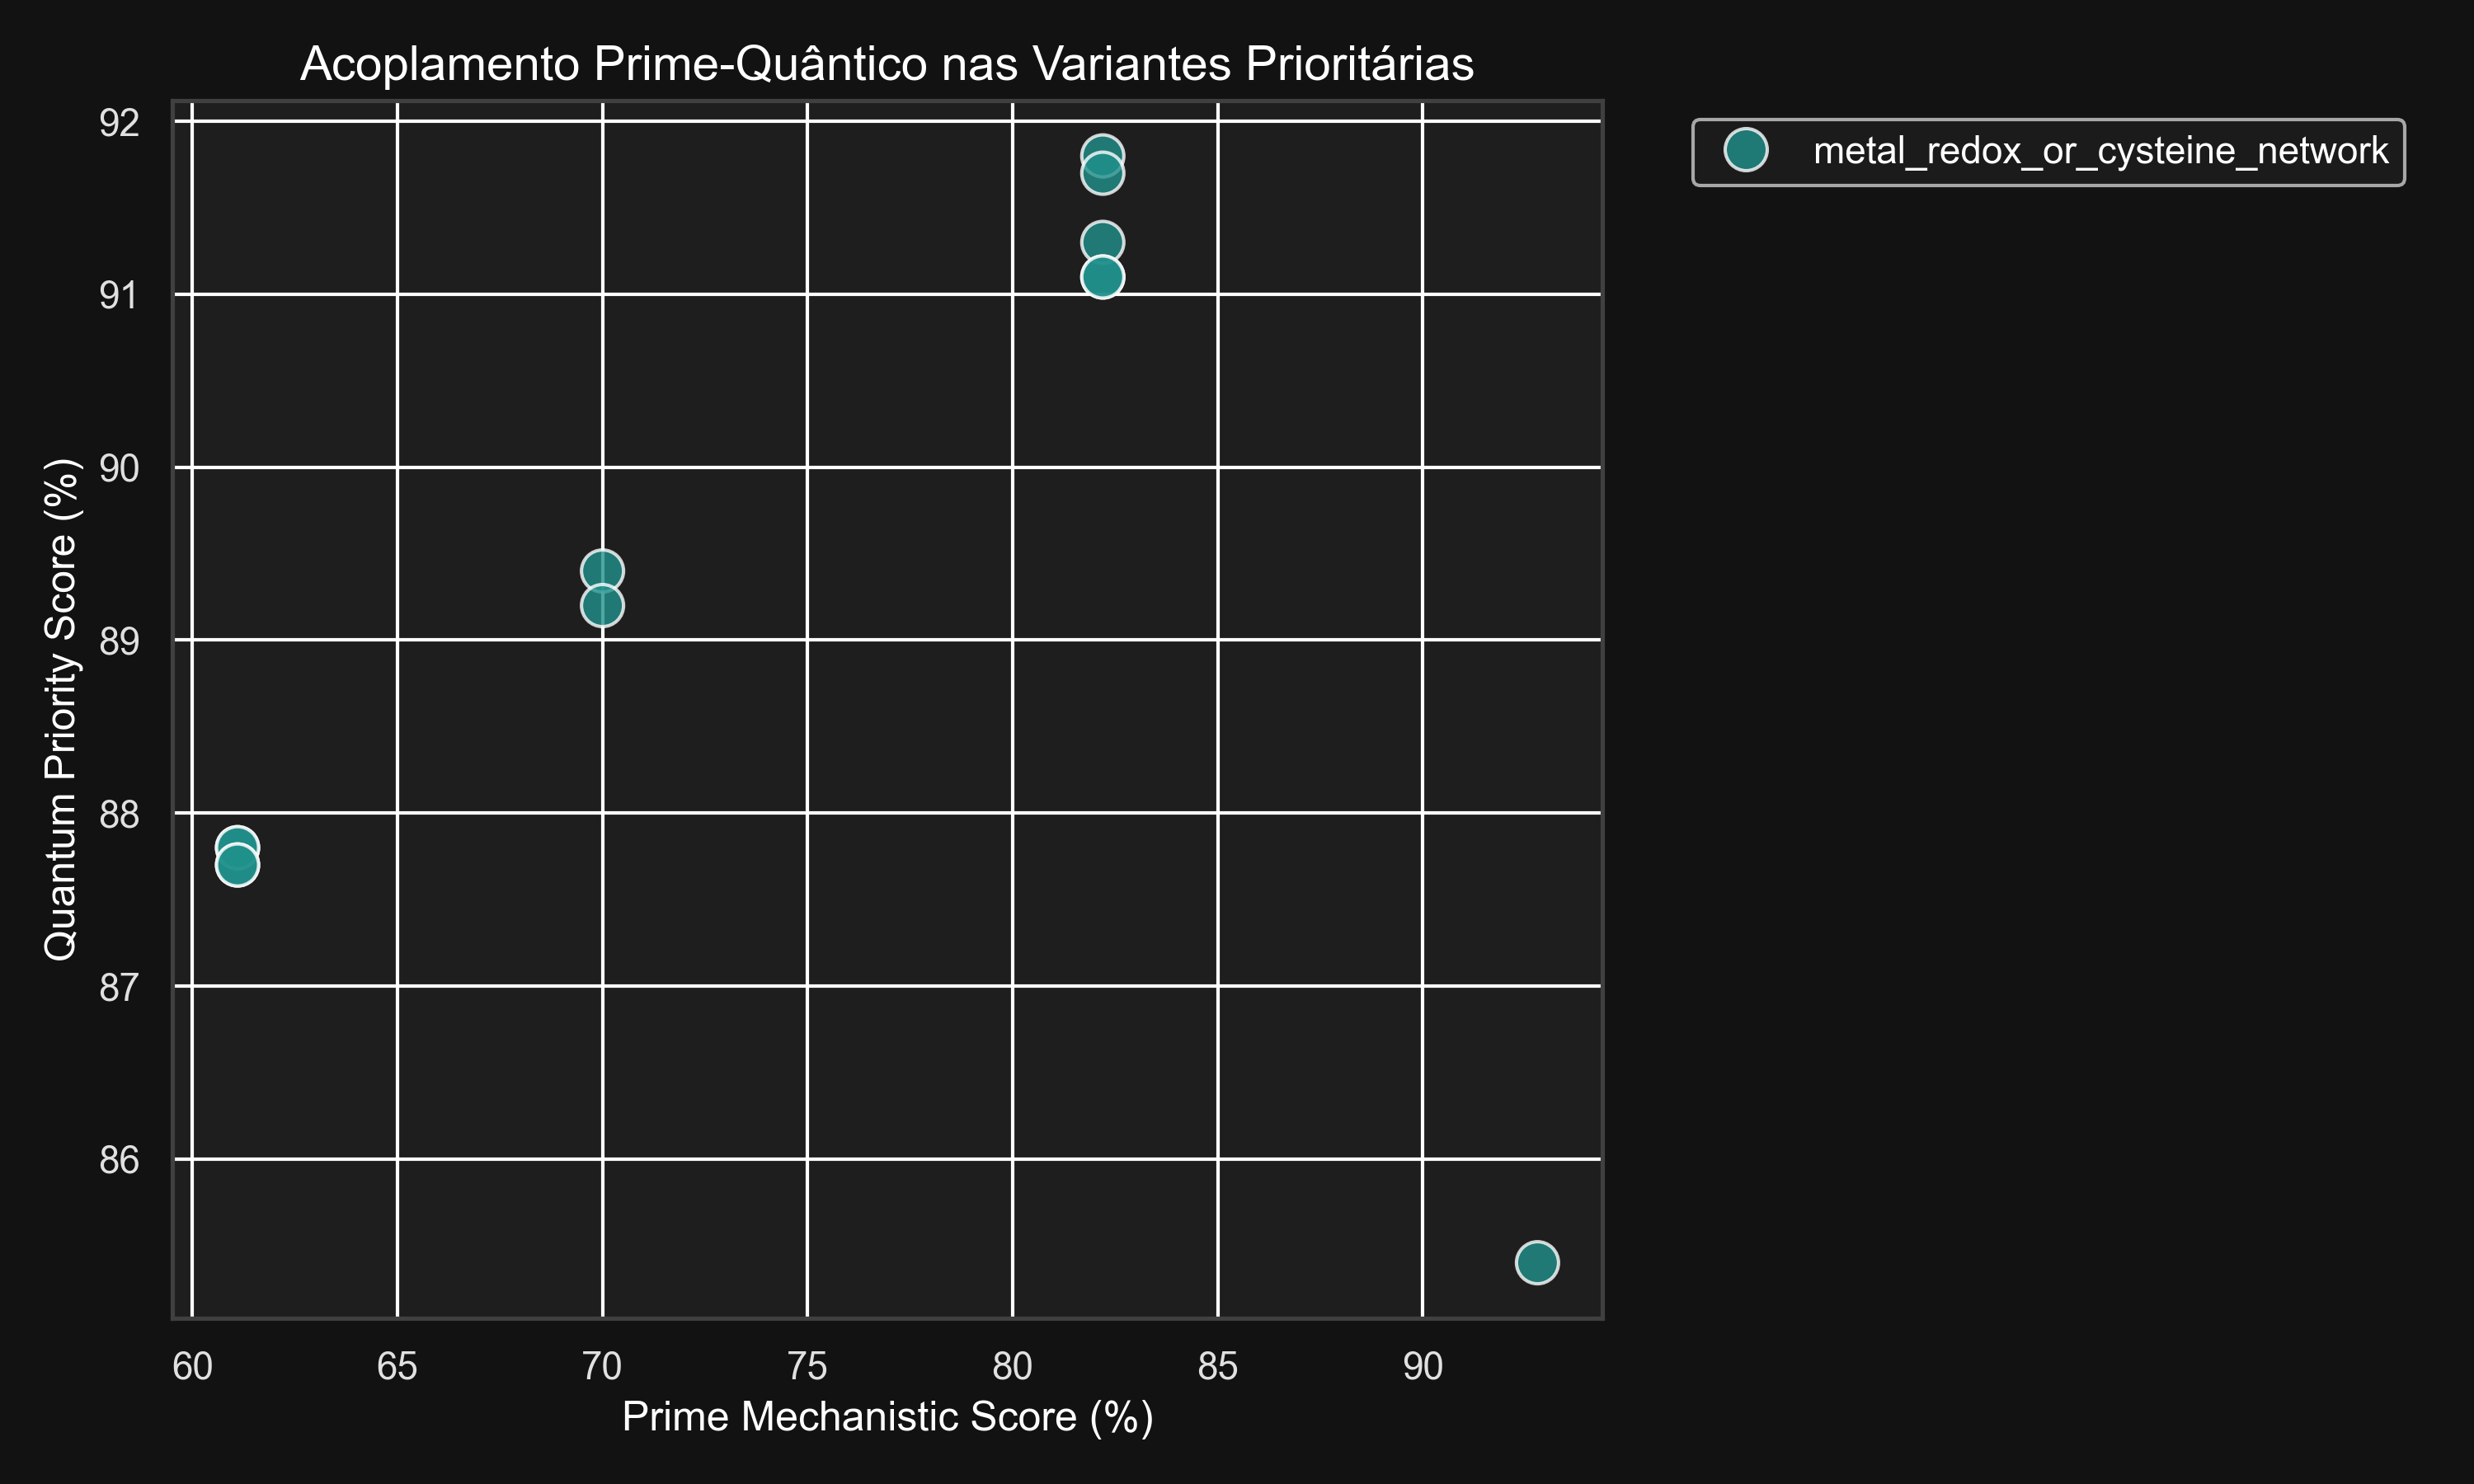 Acoplamento Prime-Quântico nas Variantes Prioritárias
metal_redox_or_cysteine_network
Quantum Priority Score (%)
92
91
90
89
88
87
86
60 65 70 75 80 85 90
Prime Mechanistic Score (%)